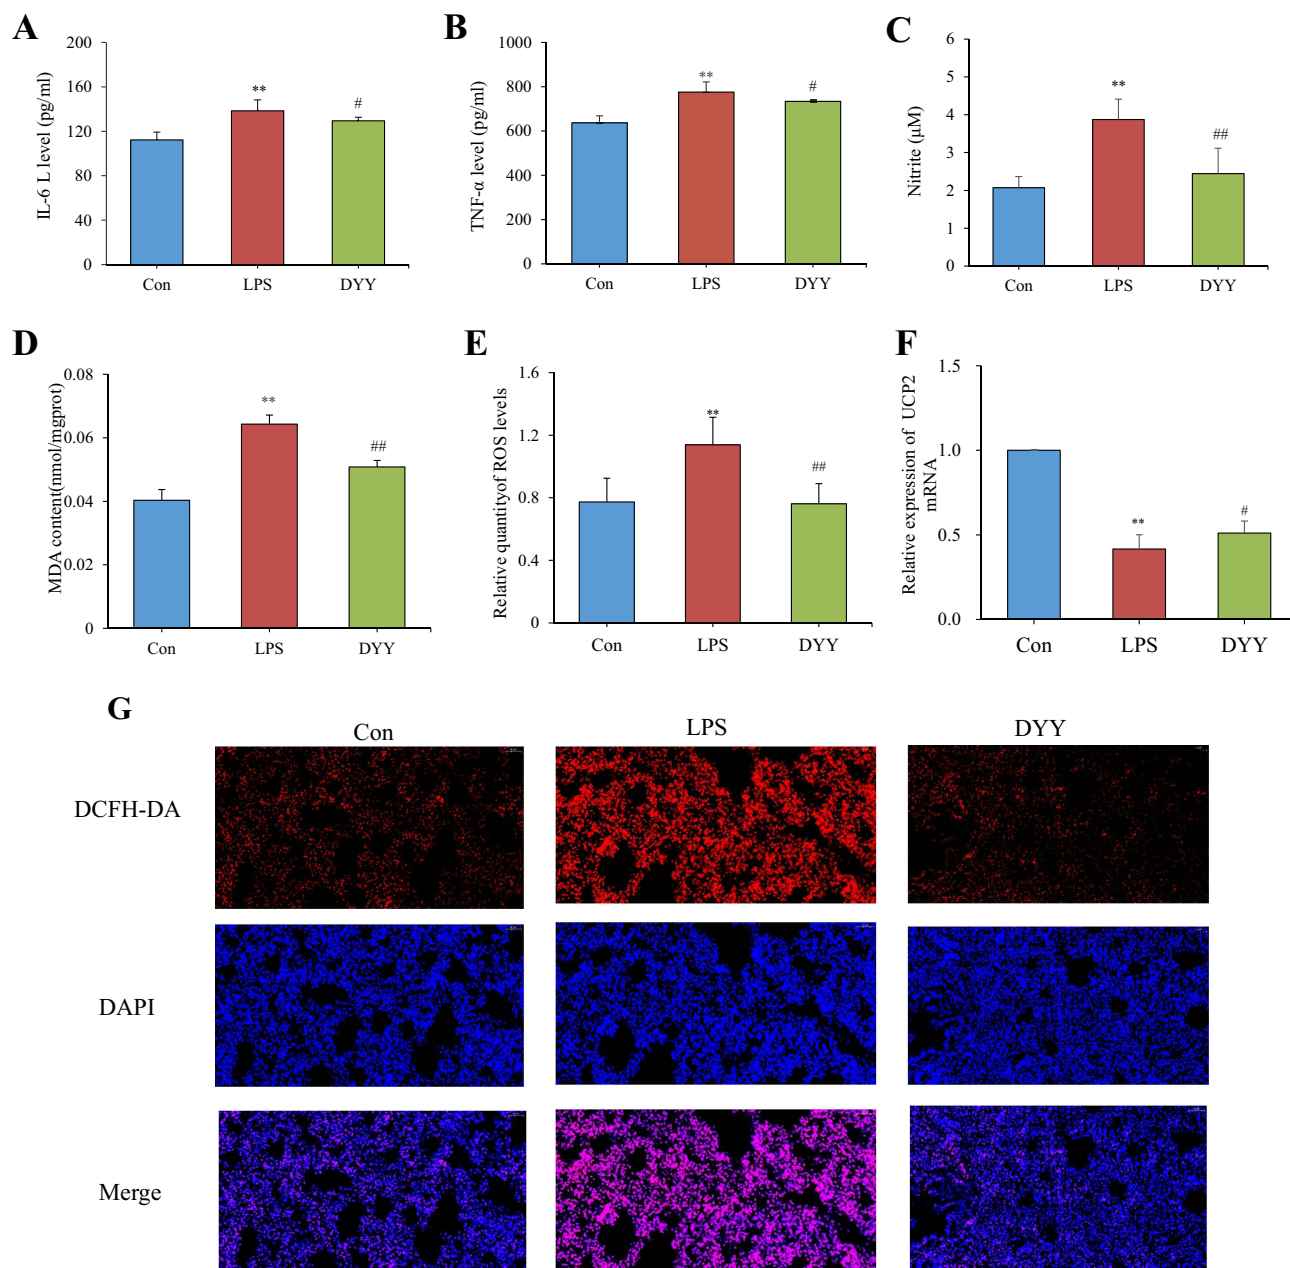 A
IL-6 L level (pg/ml)
200
160
120
80
40
0
**
#
Con LPS DYY
B
TNF-α level (pg/ml)
1000
800
600
400
200
0
**
#
Con LPS DYY
C
Nitrite (μM)
6
5
4
3
2
1
0
**
##
Con LPS DYY
D
MDA content(nmol/mgprot)
0.08
0.06
0.04
0.02
0
**
##
Con LPS DYY
E
Relative quantityof ROS levels
1.6
1.2
0.8
0.4
0
**
##
Con LPS DYY
F
Relative expression of UCP2
mRNA
1.5
1.0
0.5
0.0
**
#
Con LPS DYY
G
Con LPS DYY
DCFH-DA
DAPI
Merge